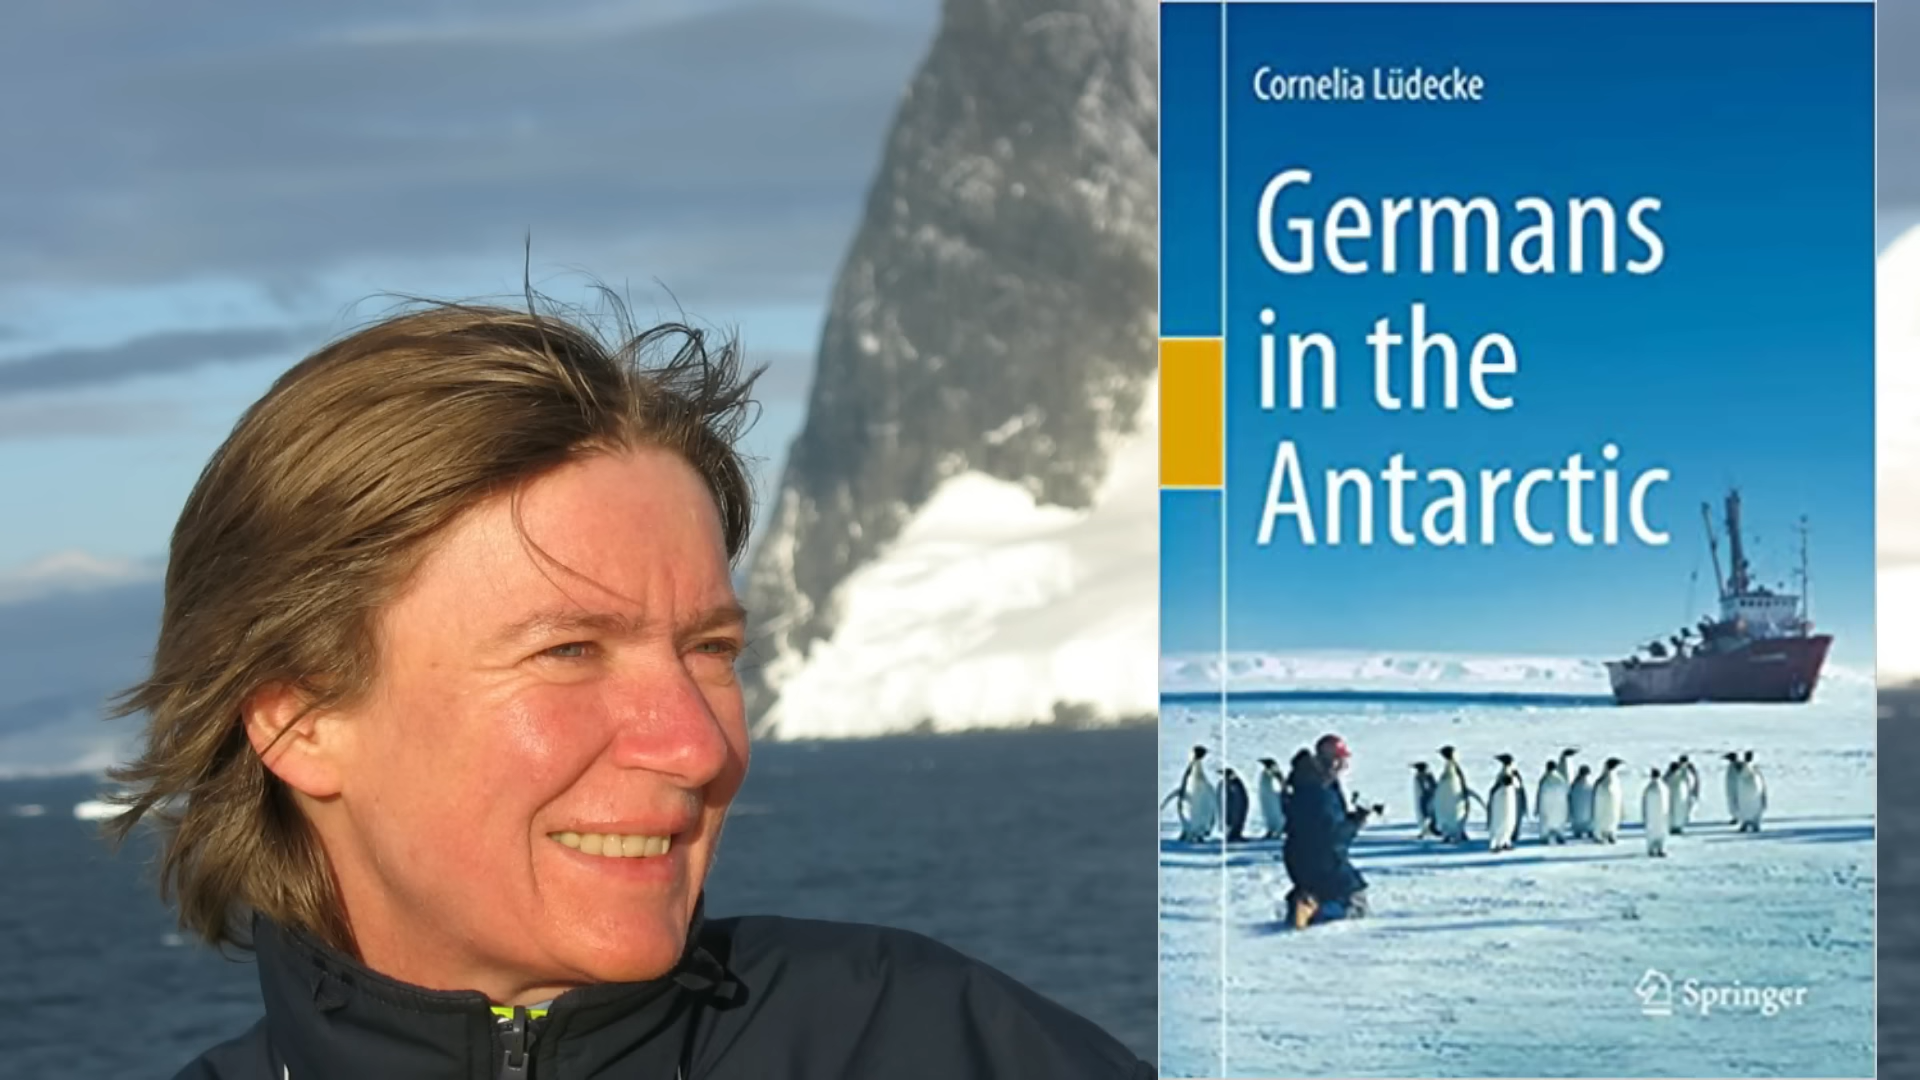 Cornelia Lüdecke
Germans
in the
Antarctic
Springer